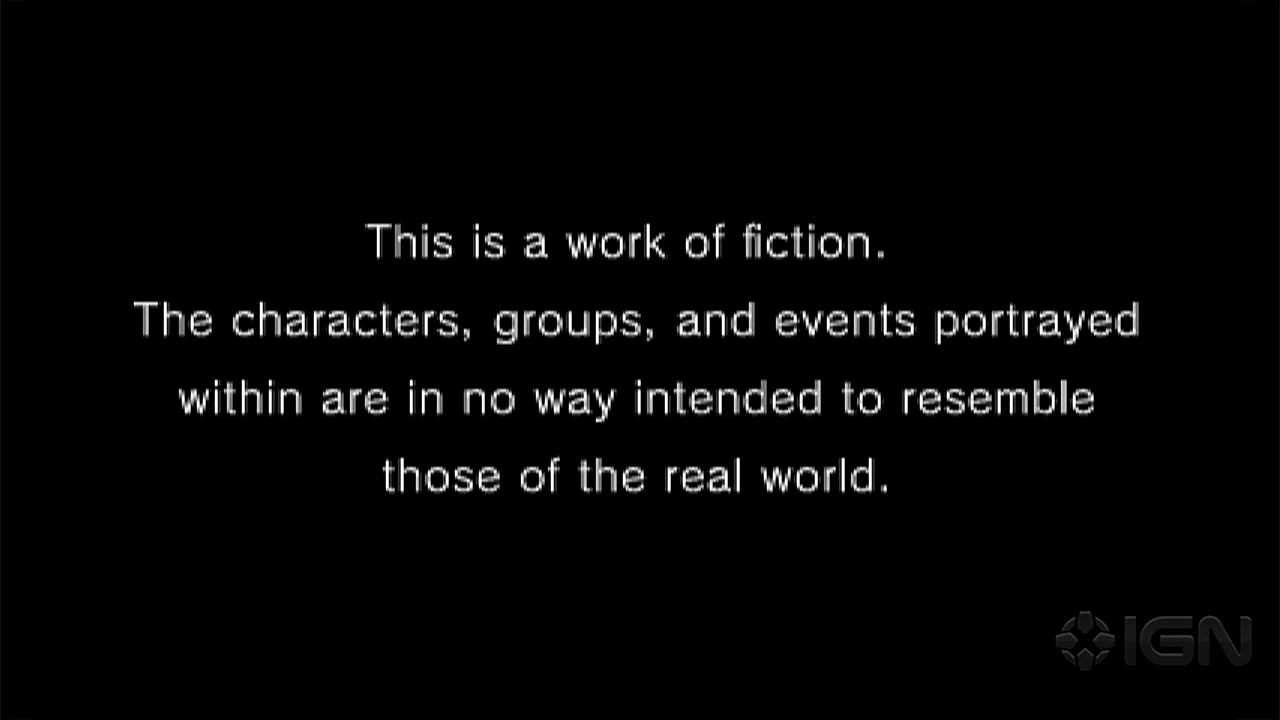 This is a work of fiction.
The characters, groups, and events portrayed
within are in no way intended to resemble
those of the real world.
IGN